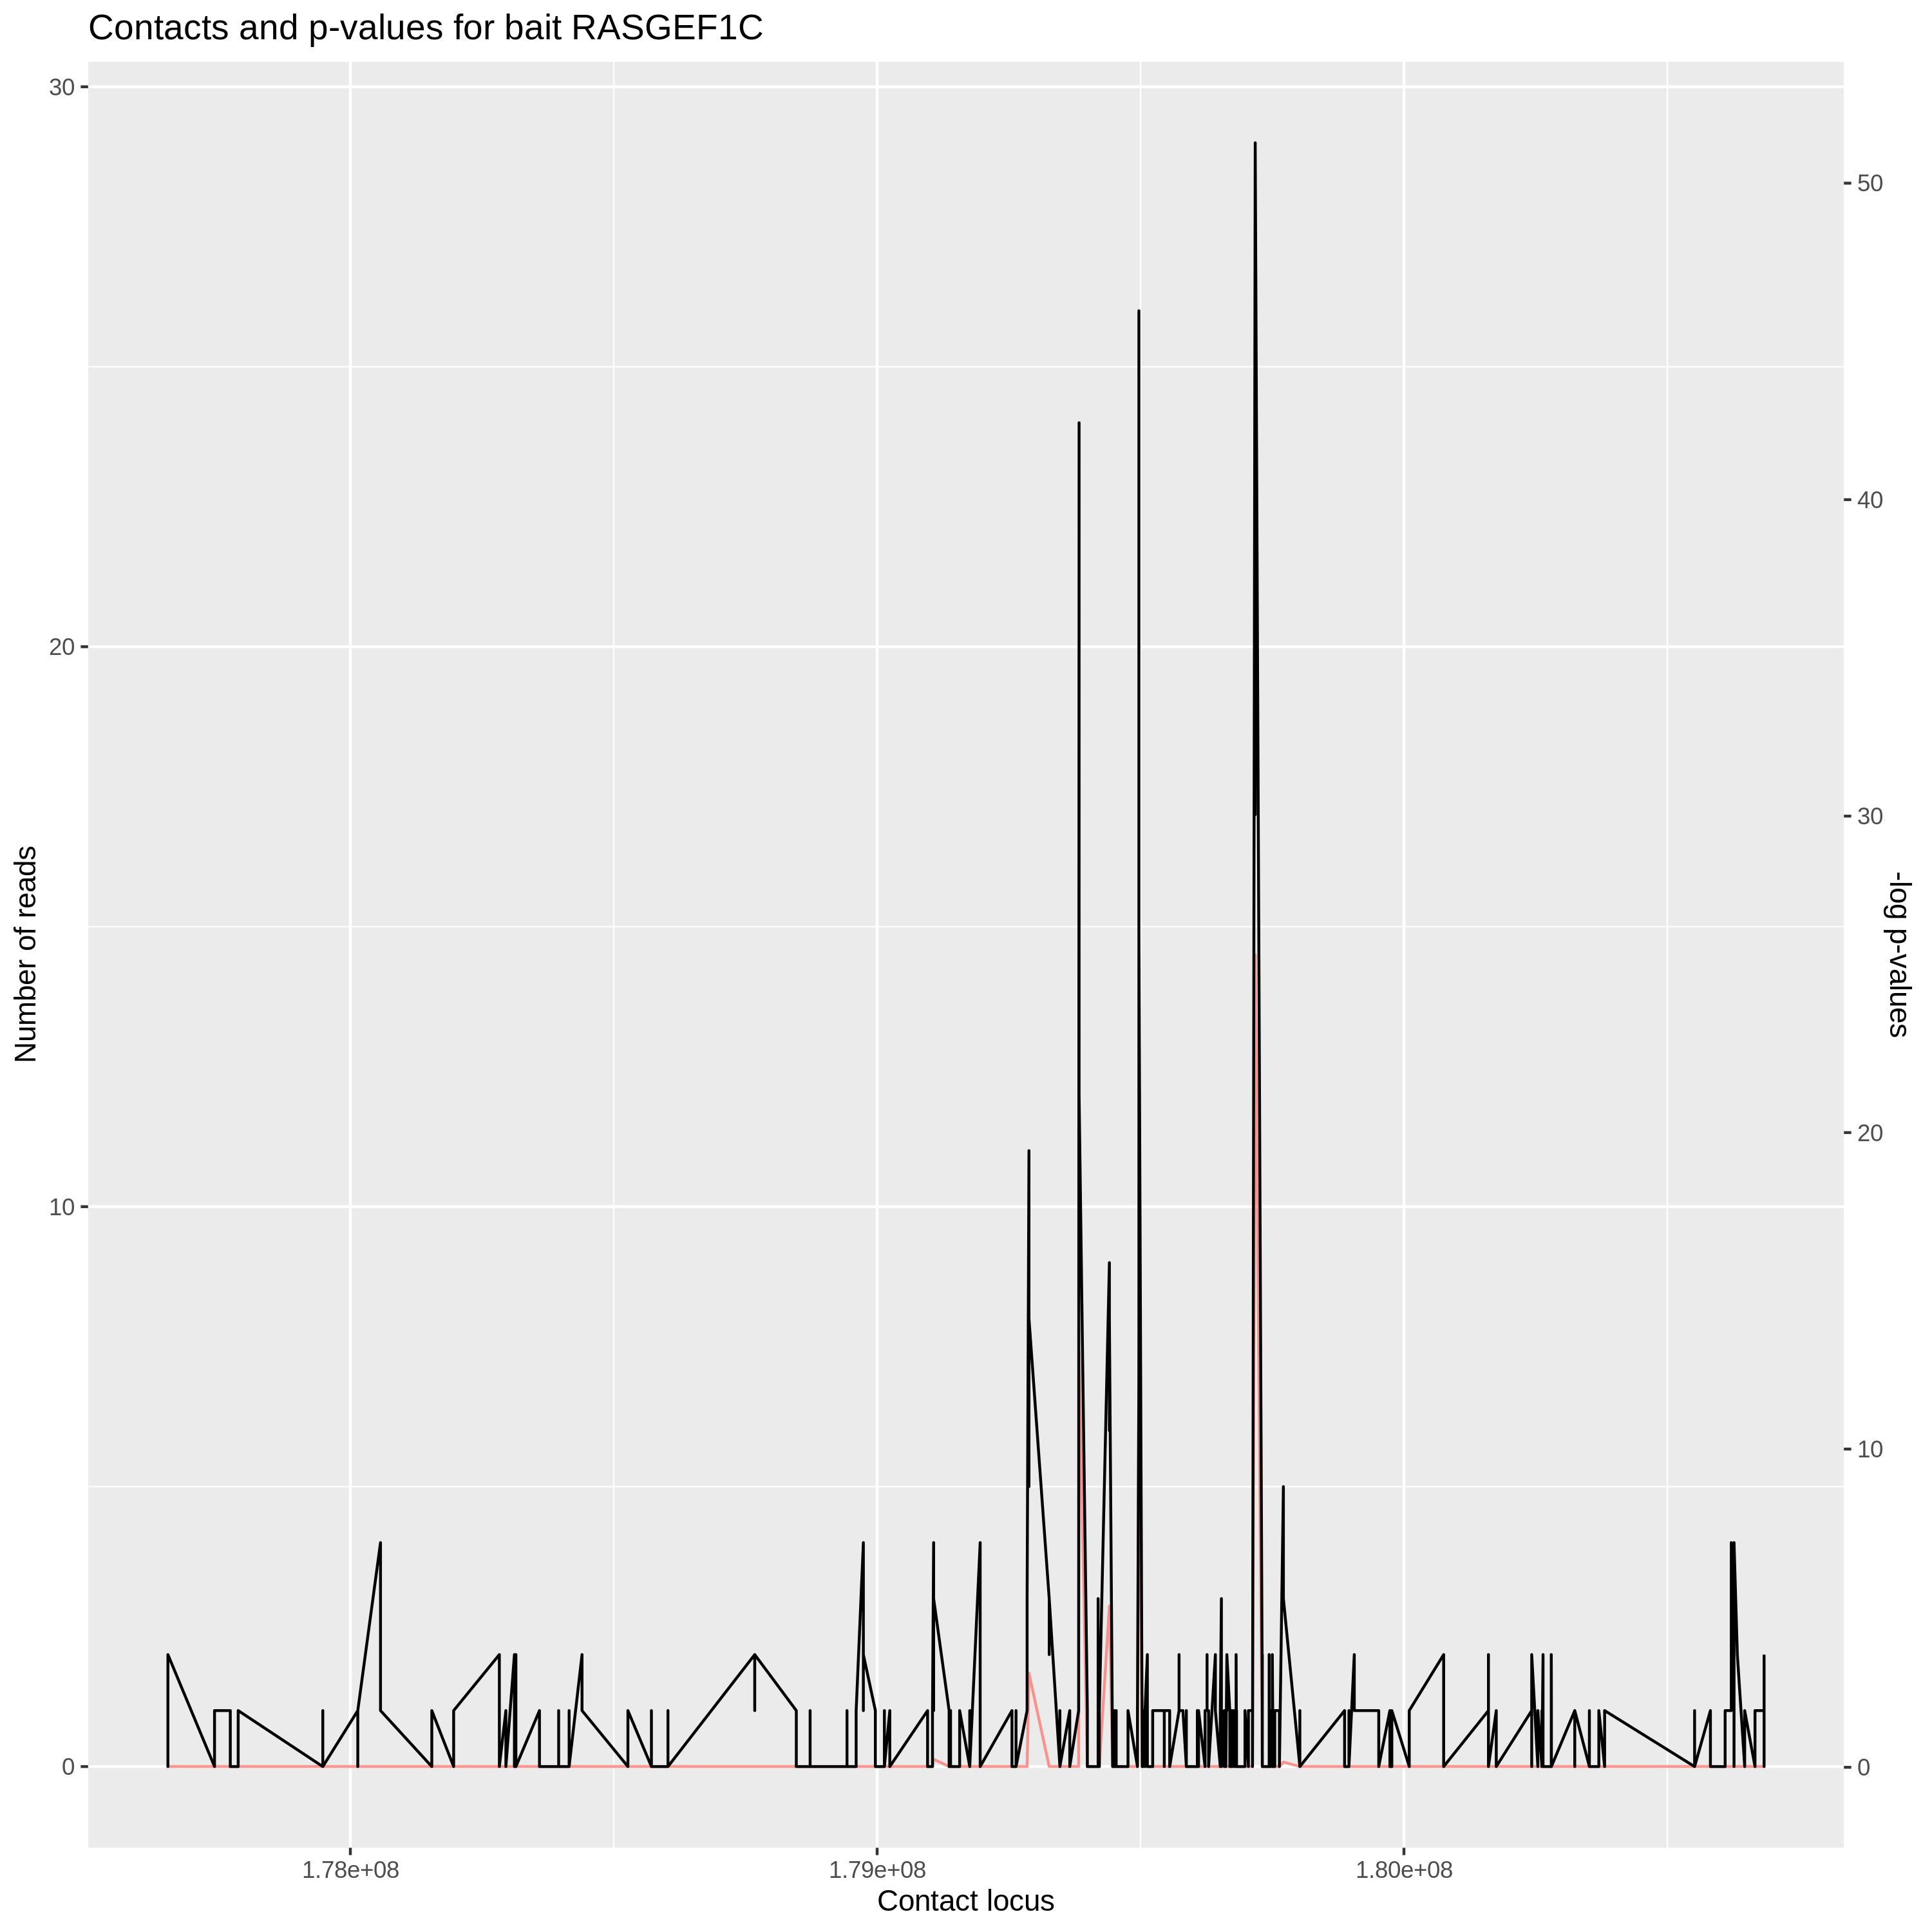 Contacts and p-values for bait RASGEF1C
30
20
10
0
Number of reads
50
40
30
20
10
0
-log p-values
1.78e+08
1.79e+08
1.80e+08
Contact locus